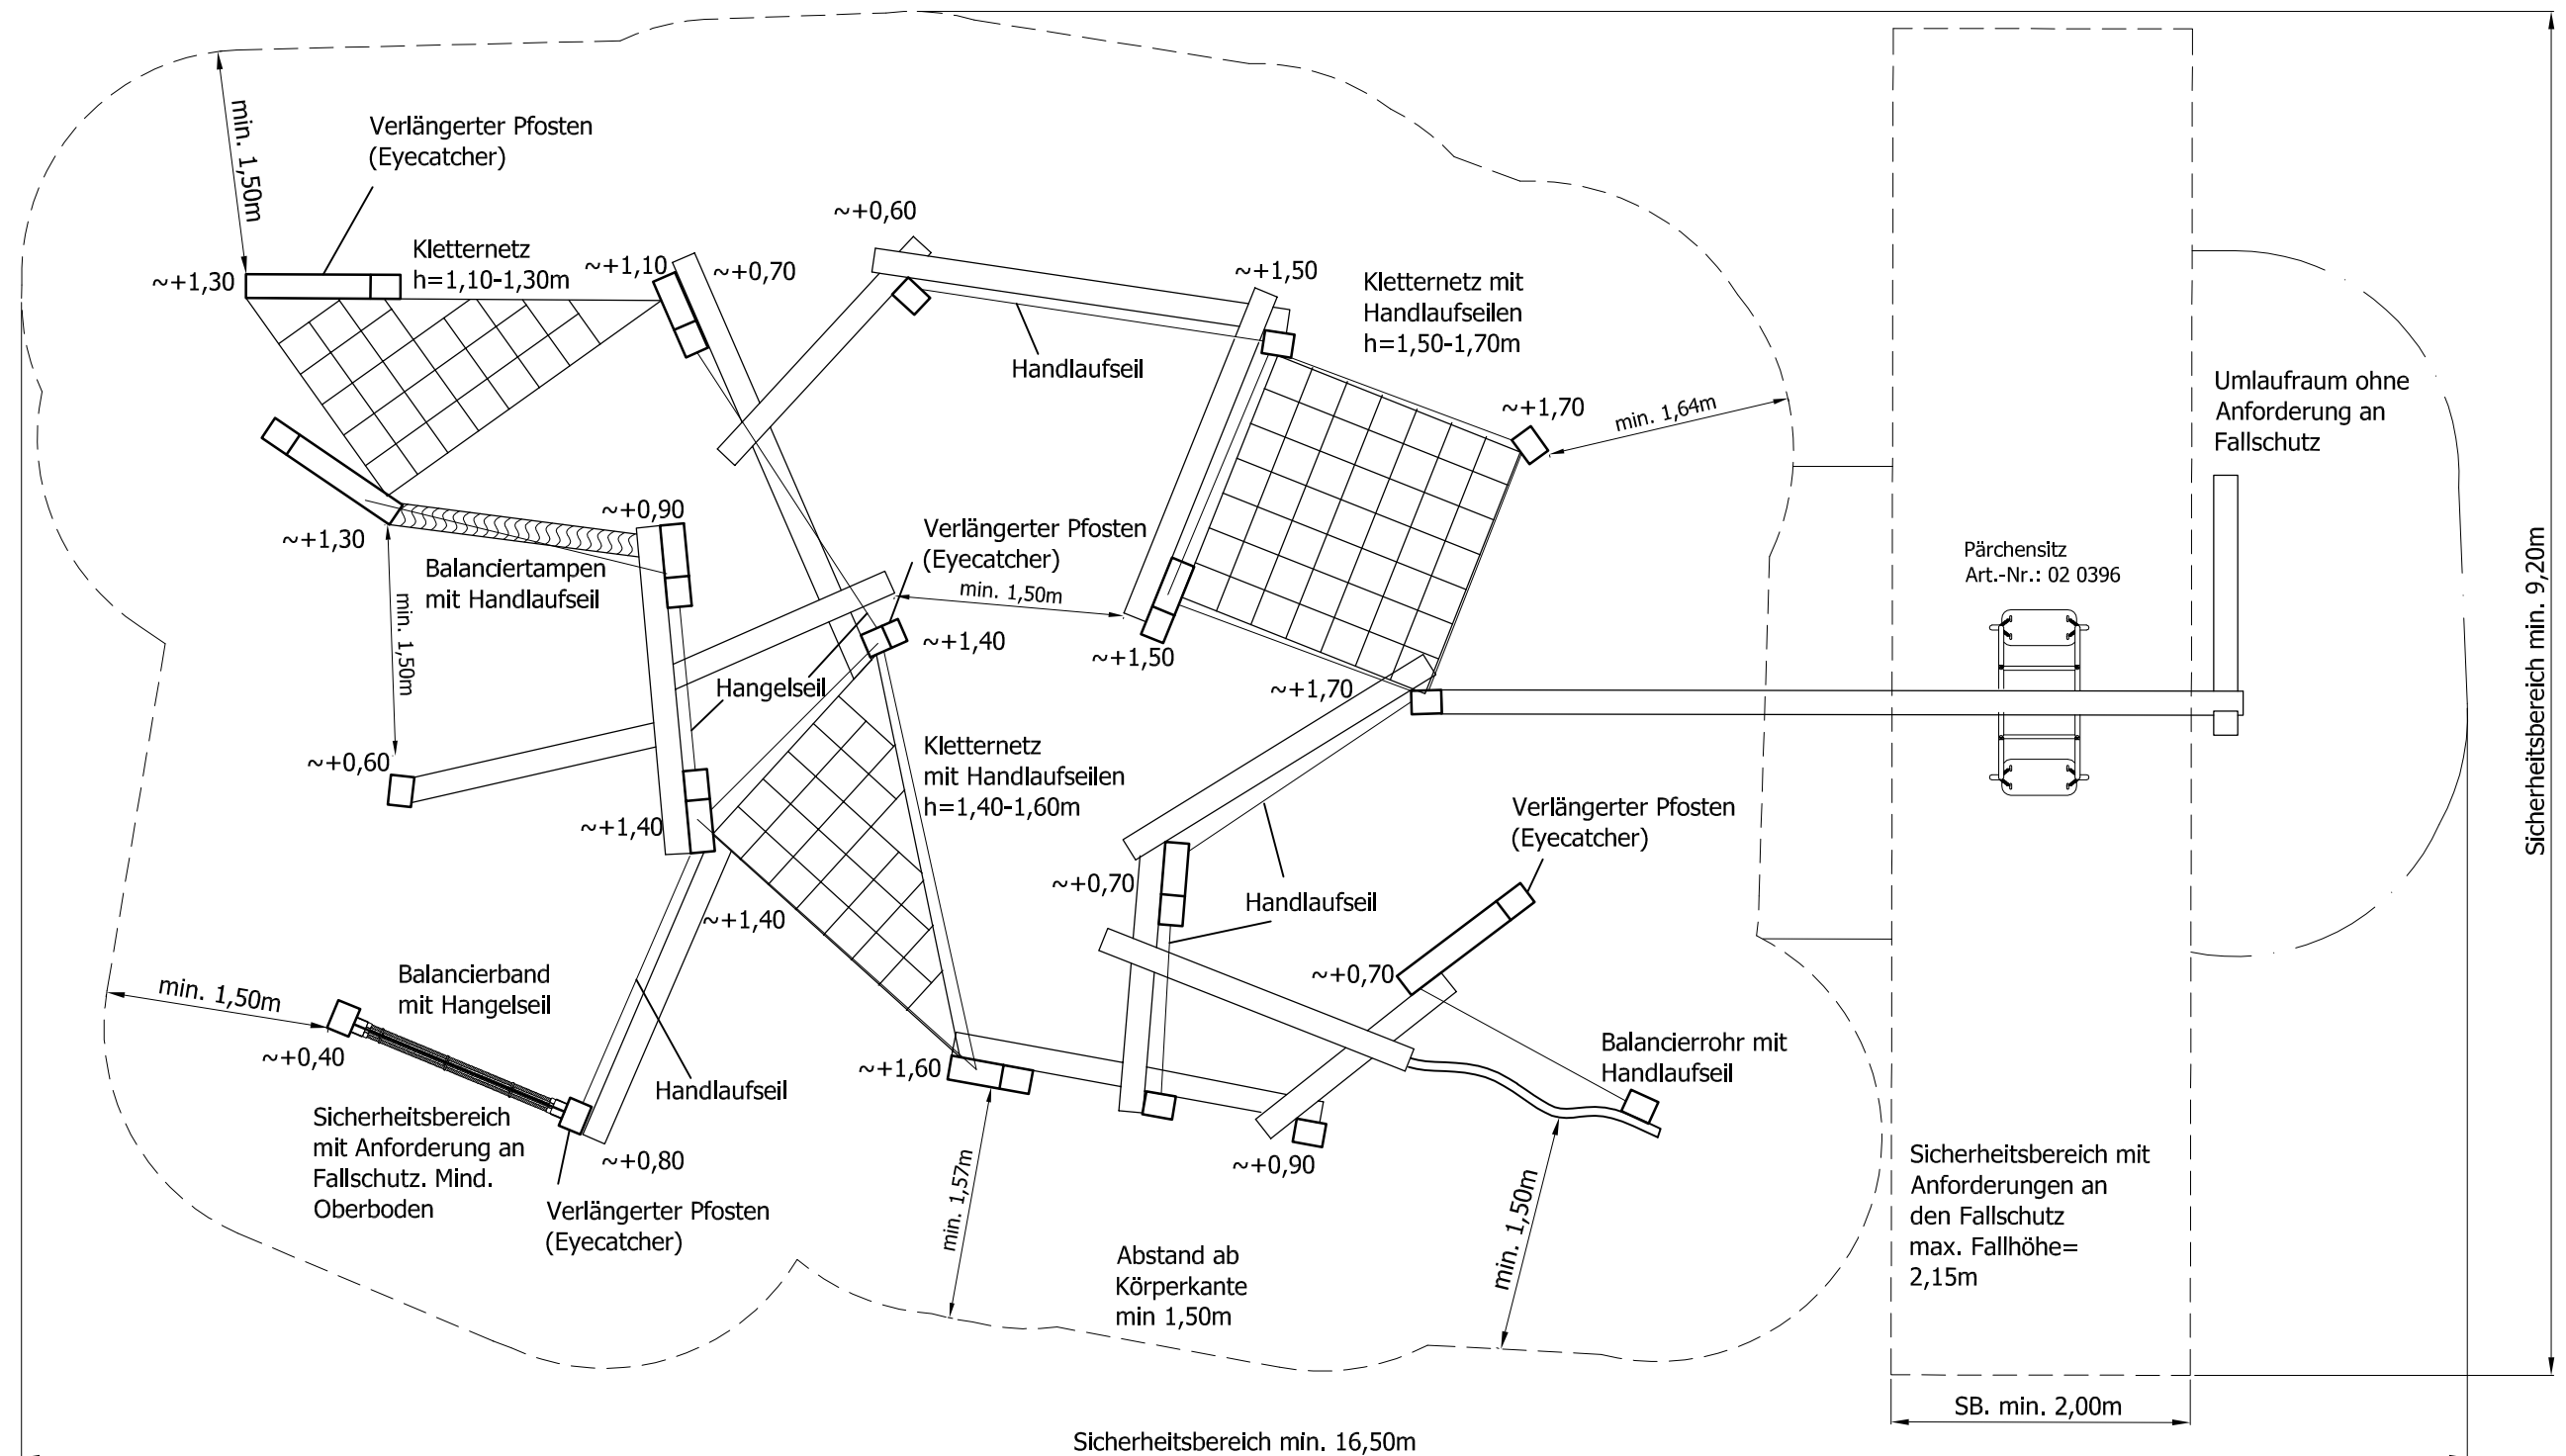 min. 1,50m
Verlängerter Pfosten
(Eyecatcher)
~+1,30
Kletternetz
h=1,10-1,30m
~+1,10
~+0,70
~+0,60
Handlaufseil
~+1,50
Kletternetz mit
Handlaufseilen
h=1,50-1,70m
~+1,70
min. 1,64m
Umlaufraum ohne
Anforderung an
Fallschutz
~+1,30
~+0,90
Balanciertampen
mit Handlaufseil
min. 1,50m
Verlängerter Pfosten
(Eyecatcher)
min. 1,50m
~+1,40
~+1,50
~+1,70
Pärchensitz
Art.-Nr.: 02 0396
Sicherheitsbereich min. 9,20m
Hangelseil
~+0,60
~+1,40
Kletternetz
mit Handlaufseilen
h=1,40-1,60m
~+1,40
~+0,70
Handlaufseil
Verlängerter Pfosten
(Eyecatcher)
~+0,70
min. 1,50m
Balancierband
mit Hangelseil
~+0,40
Handlaufseil
~+1,60
Balancierrohr mit
Handlaufseil
Sicherheitsbereich
mit Anforderung an
Fallschutz. Mind.
Oberboden
~+0,80
Verlängerter Pfosten
(Eyecatcher)
min. 1,57m
~+0,90
min. 1,50m
Abstand ab
Körperkante
min 1,50m
Sicherheitsbereich mit
Anforderungen an
den Fallschutz
max. Fallhöhe=
2,15m
SB. min. 2,00m
Sicherheitsbereich min. 16,50m